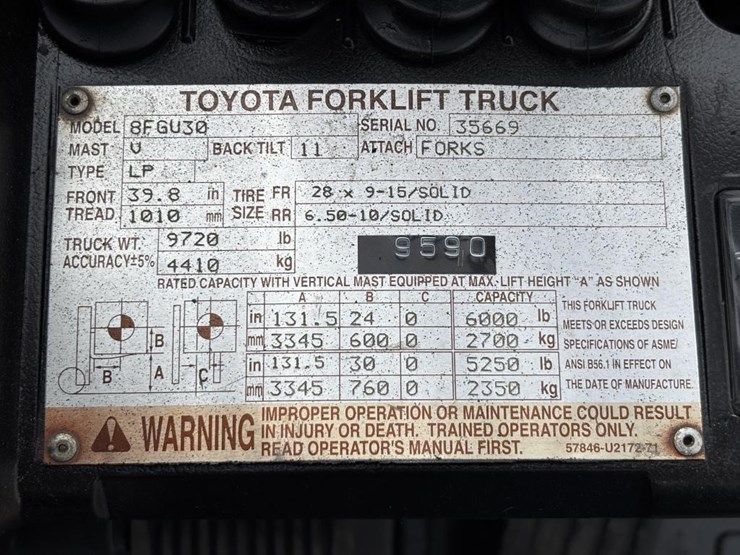 TOYOTA FORKLIFT TRUCK
MODEL 8FGU30 SERIAL NO. 35669
MAST V BACK TILT 11 ATTACH FORKS
TYPE LP
FRONT TREAD 39.8 in 1010 mm
TIRE SIZE FR 28 x 9-15/SOLID
RR 6.50-10/SOLID
TRUCK WT. 9720 lb
ACCURACY±5% 4410 kg
9590
RATED CAPACITY WITH VERTICAL MAST EQUIPPED AT MAX. LIFT HEIGHT "A" AS SHOWN
A B C CAPACITY
in 131.5 24 0 6000 lb
mm 3345 600 0 2700 kg
in 131.5 30 0 5250 lb
mm 3345 760 0 2350 kg
B B A C
THIS FORKLIFT TRUCK
MEETS OR EXCEEDS DESIGN
SPECIFICATIONS OF ASME/
ANSI B56.1 IN EFFECT ON
THE DATE OF MANUFACTURE.
WARNING
IMPROPER OPERATION OR MAINTENANCE COULD RESULT
IN INJURY OR DEATH. TRAINED OPERATORS ONLY.
READ OPERATOR'S MANUAL FIRST.
57846-U2172-71